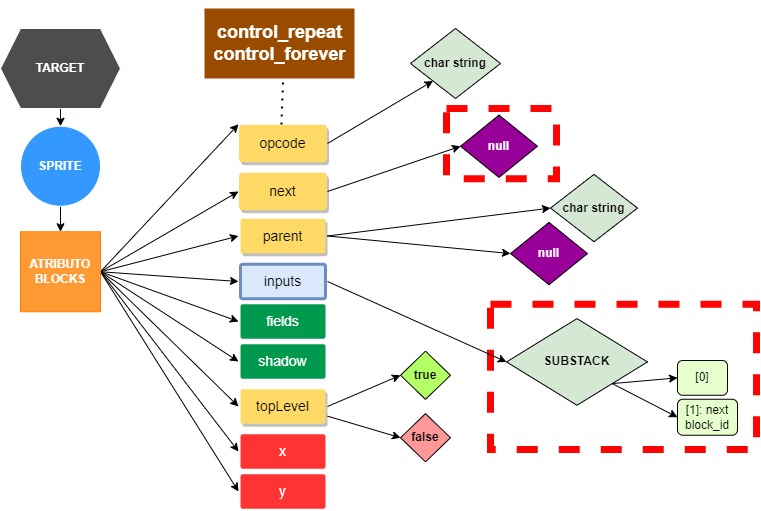 control_repeat
control_forever
TARGET
SPRITE
ATRIBUTO
BLOCKS
opcode
next
parent
inputs
fields
shadow
topLevel
x
y
char string
null
char string
null
SUBSTACK
[0]
[1]: next
block_id
true
false